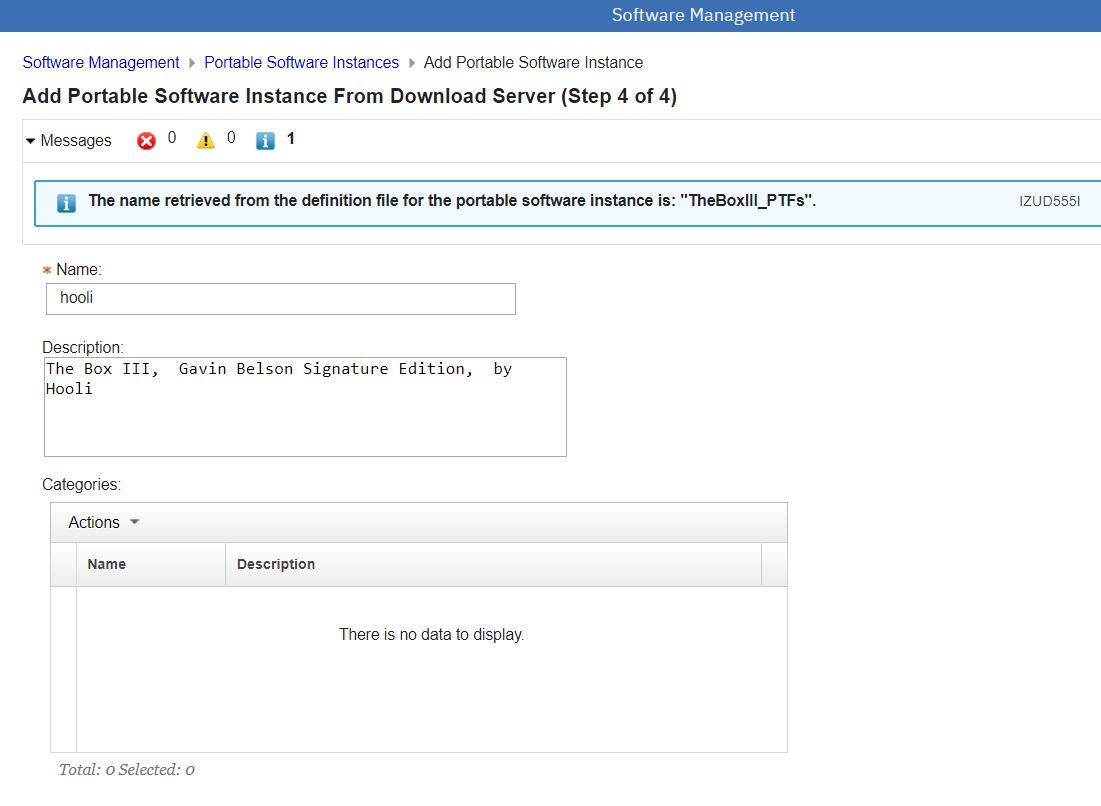 Software Management
Software Management Portable Software Instances Add Portable Software Instance
Add Portable Software Instance From Download Server (Step 4 of 4)
Messages 0 0 1
The name retrieved from the definition file for the portable software instance is: "TheBoxIII_PTFs". IZUD555I
* Name:
hooli
Description:
The Box III,  Gavin Belson Signature Edition,  by
Hooli
Categories:
Actions
Name Description
There is no data to display.
Total: 0 Selected: 0